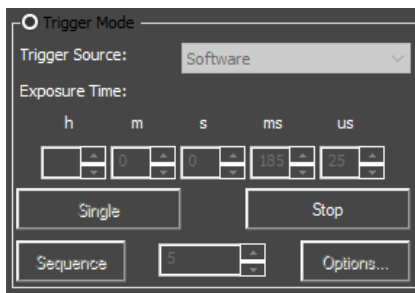 Trigger Mode
Trigger Source: Software
Exposure Time:
h m s ms us
0 0 185 25
Single Stop
Sequence 5 Options...